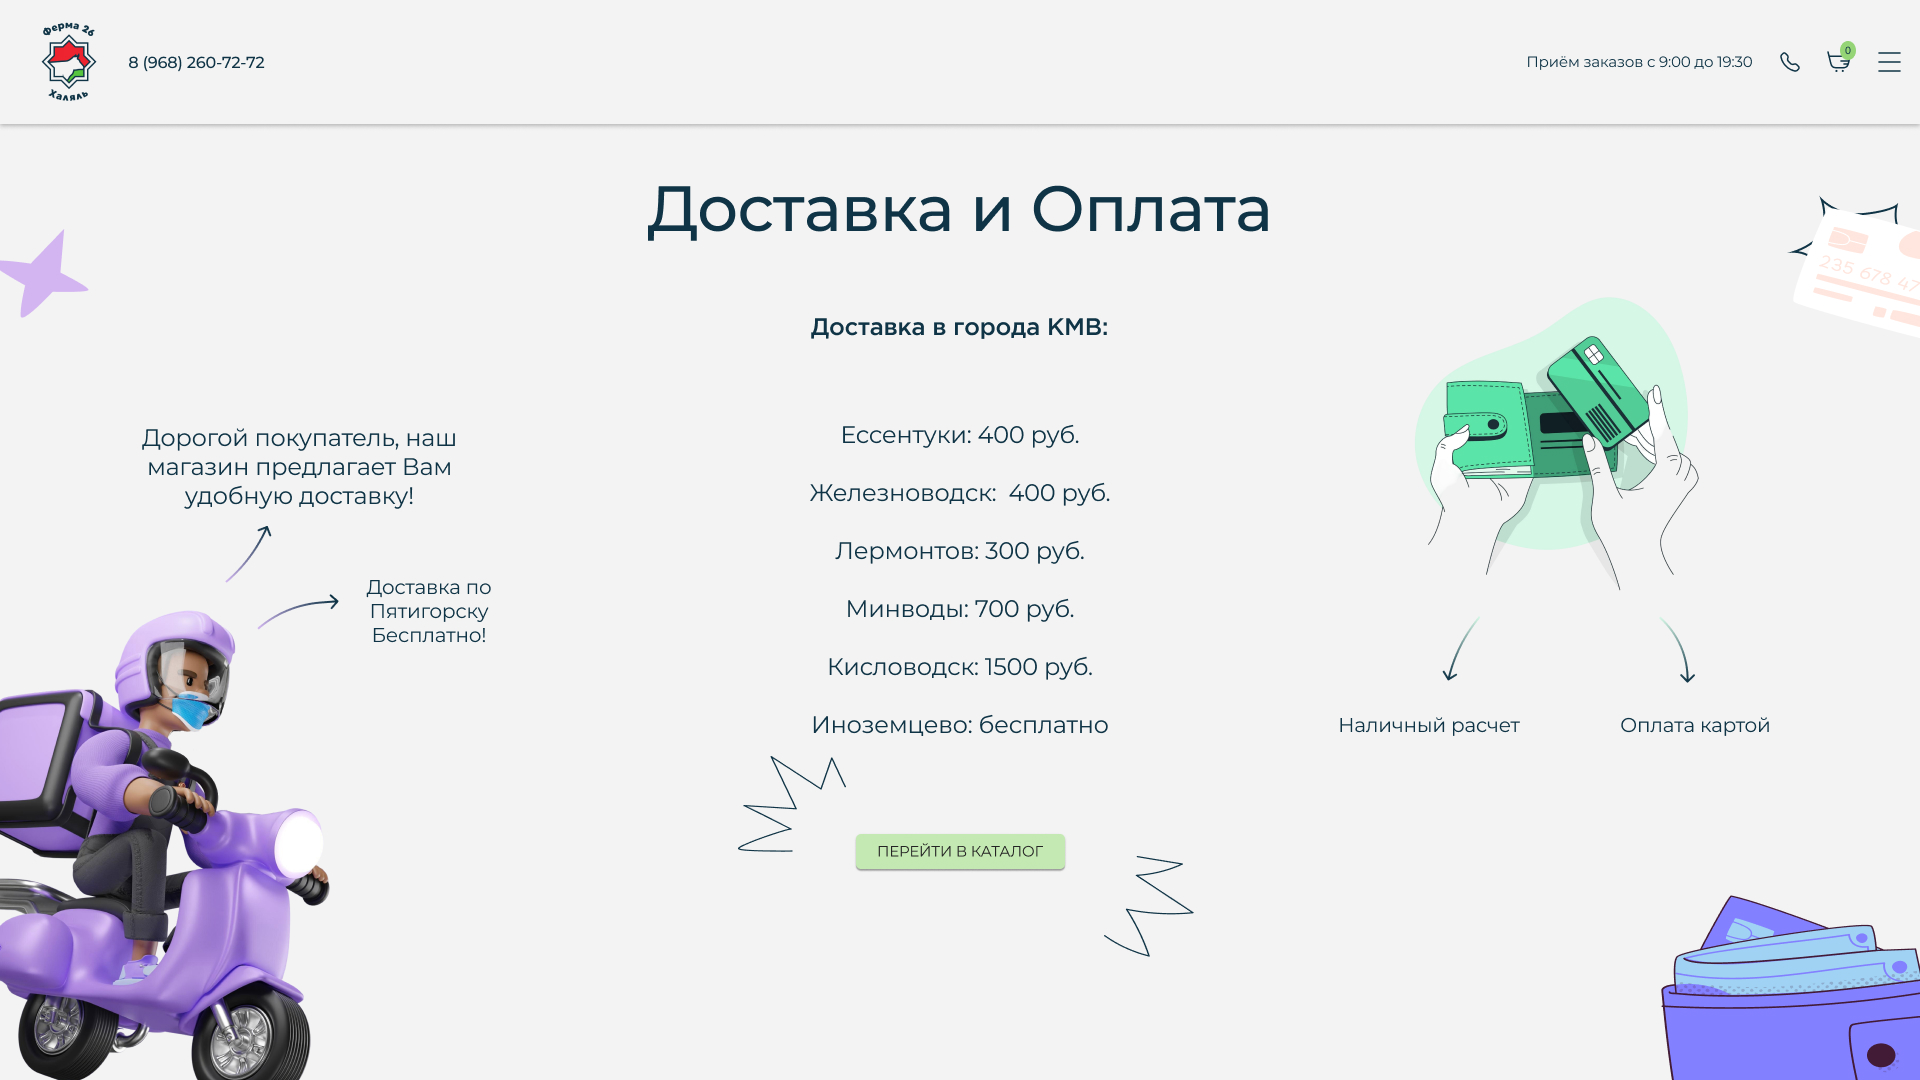 Ферма 26
Халяль
8 (968) 260-72-72
Приём заказов с 9:00 до 19:30
0
Доставка и Оплата
235 678 47
Доставка в города КМВ:
Дорогой покупатель, наш
магазин предлагает Вам
удобную доставку!
Доставка по
Пятигорску
Бесплатно!
Ессентуки: 400 руб.
Железноводск:  400 руб.
Лермонтов: 300 руб.
Минводы: 700 руб.
Кисловодск: 1500 руб.
Иноземцево: бесплатно
Наличный расчет
Оплата картой
ПЕРЕЙТИ В КАТАЛОГ